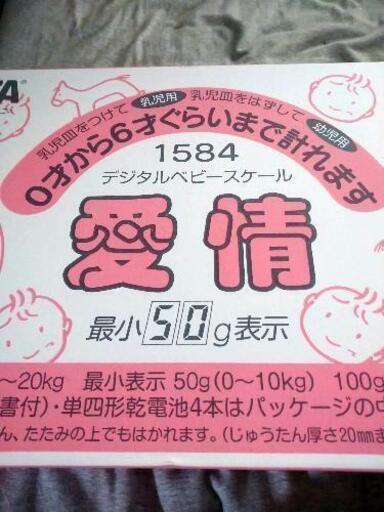 TA
乳児皿をつけて 乳児用 乳児皿をはずして 幼児用
0才から6才ぐらいまで計れます
1584
デジタルベビースケール
愛情
最小50g表示
〜20kg 最小表示 50g(0〜10kg) 100g
書付)・単四形乾電池4本はパッケージの中
ん、たたみの上でもはかれます。(じゅうたん厚さ20mmま